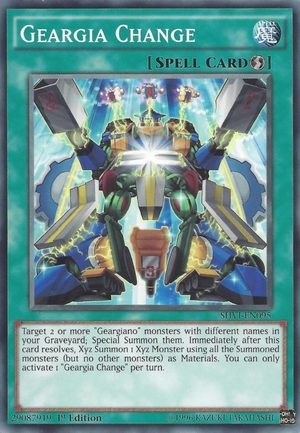 GEARGIA CHANGE
[SPELL CARD]
SHVI-EN095
Target 2 or more "Geargiano" monsters with different names in
your Graveyard; Special Summon them. Immediately after this
card resolves, Xyz Summon 1 Xyz Monster using all the Summoned
monsters (but no other monsters) as Materials. You can only
activate 1 "Geargia Change" per turn.
29087919 1st Edition
©1996 KAZUKI TAKAHASHI